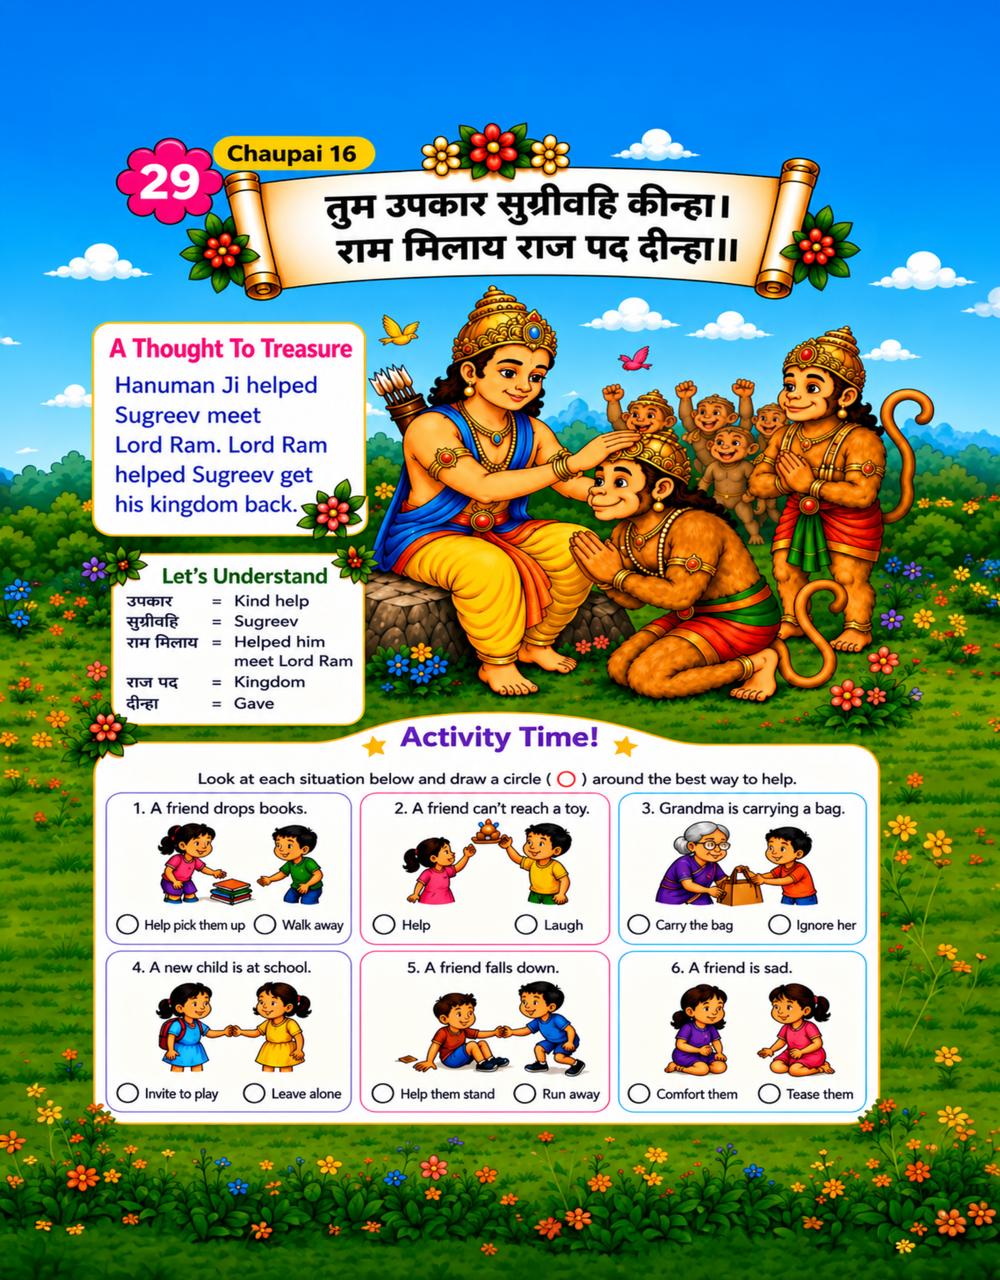 29
Chaupai 16
तुम उपकार सुग्रीवहि कीन्हा।
राम मिलाय राज पद दीन्हा॥
A Thought To Treasure
Hanuman Ji helped
Sugreev meet
Lord Ram. Lord Ram
helped Sugreev get
his kingdom back.
Let's Understand
उपकार = Kind help
सुग्रीवहि = Sugreev
राम मिलाय = Helped him
meet Lord Ram
राज पद = Kingdom
दीन्हा = Gave
Activity Time!
Look at each situation below and draw a circle ( ○ ) around the best way to help.
1. A friend drops books.
Help pick them up Walk away
2. A friend can't reach a toy.
Help Laugh
3. Grandma is carrying a bag.
Carry the bag Ignore her
4. A new child is at school.
Invite to play Leave alone
5. A friend falls down.
Help them stand Run away
6. A friend is sad.
Comfort them Tease them